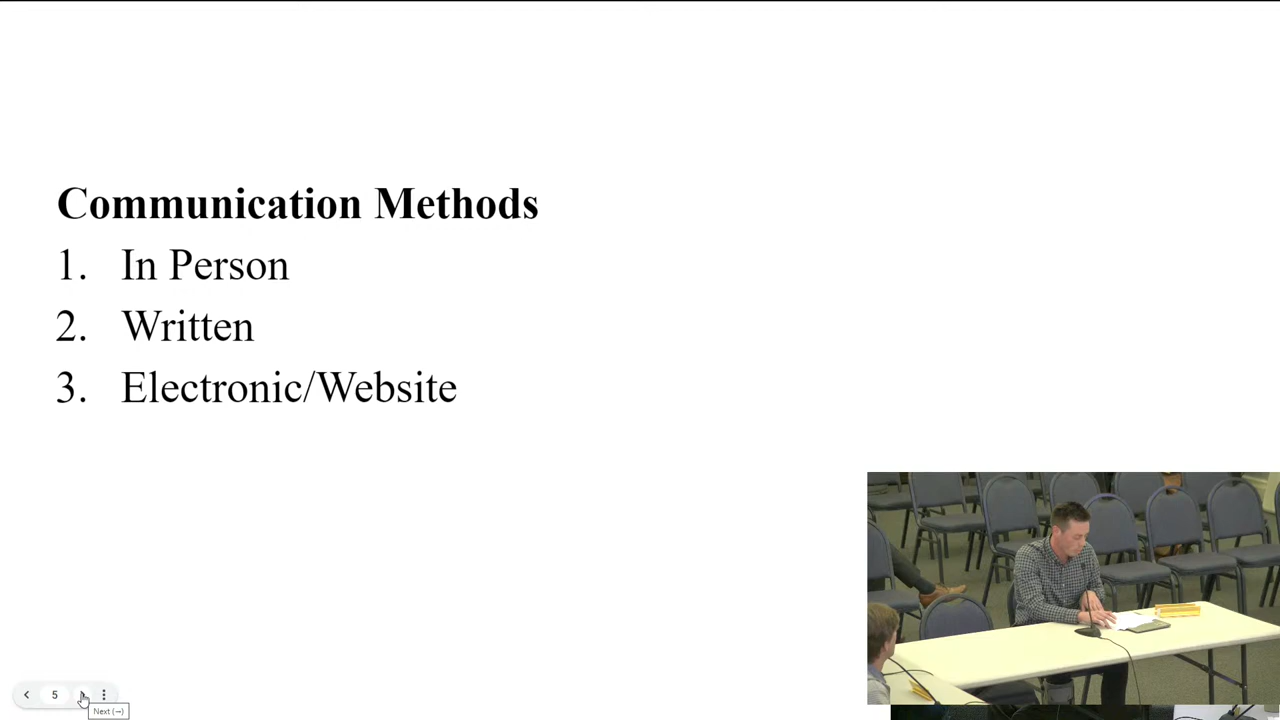 Communication Methods
1. In Person
2. Written
3. Electronic/Website
5
Next (→)